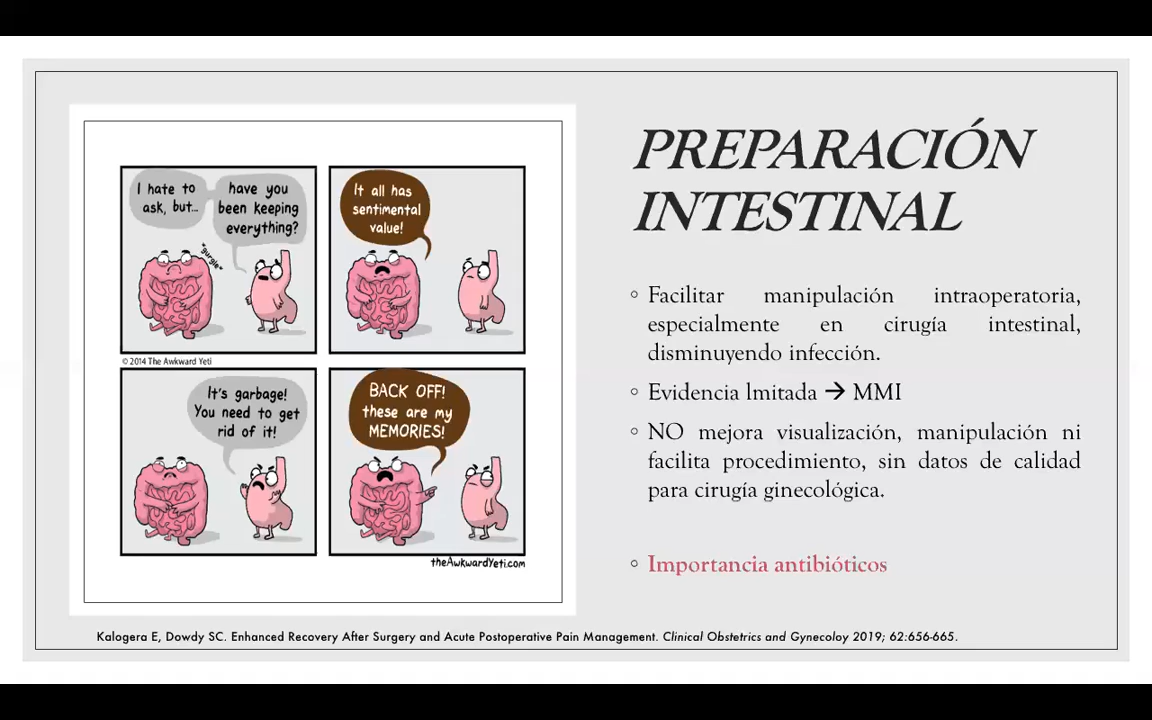 I hate to
ask, but...
have you
been keeping
everything?
*gurgle*
It all has
sentimental
value!
© 2014 The Awkward Yeti
It's garbage!
You need to get
rid of it!
BACK OFF!
these are my
MEMORIES!
theAwkwardYeti.com
PREPARACIÓN
INTESTINAL
◦ Facilitar manipulación intraoperatoria,
especialmente en cirugía intestinal,
disminuyendo infección.
◦ Evidencia lmitada → MMI
◦ NO mejora visualización, manipulación ni
facilita procedimiento, sin datos de calidad
para cirugía ginecológica.
◦ Importancia antibióticos
Kalogera E, Dowdy SC. Enhanced Recovery After Surgery and Acute Postoperative Pain Management. Clinical Obstetrics and Gynecoloy 2019; 62:656-665.